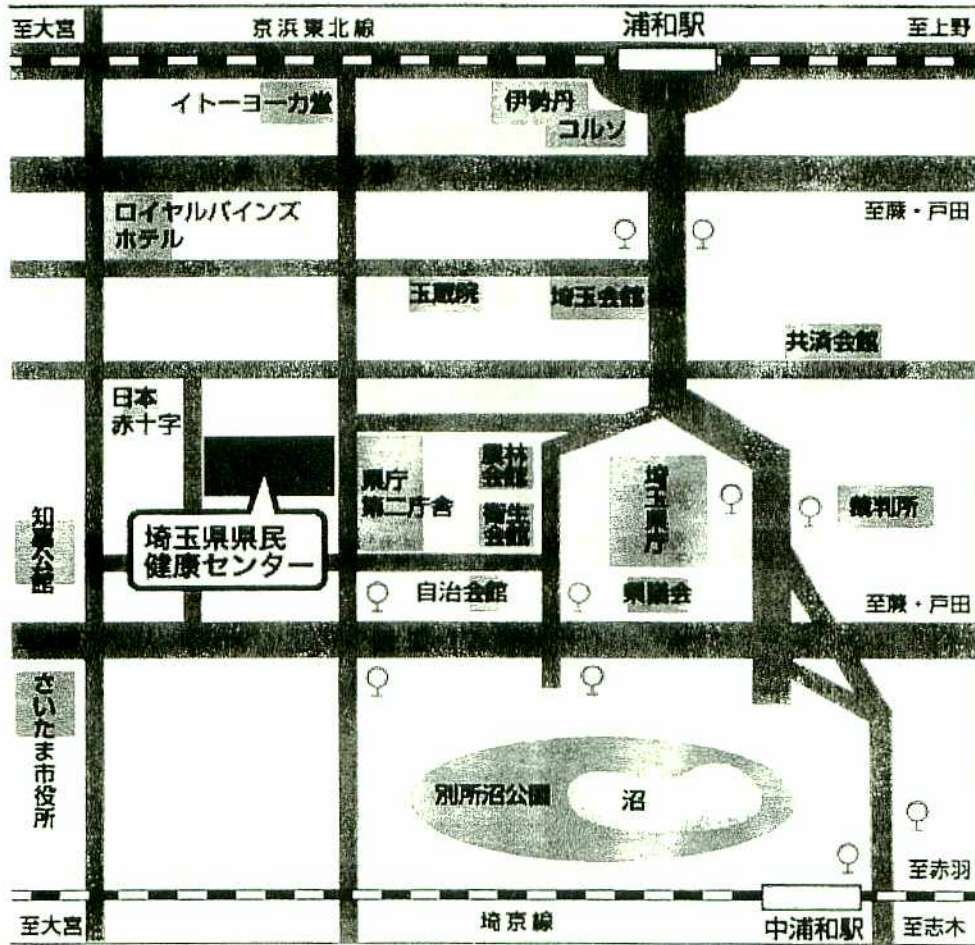 至大宮
京浜東北線
浦和駅
至上野
イトーヨーカ堂
伊勢丹
コルソ
ロイヤルパインズ
ホテル
至蕨・戸田
玉蔵院
埼玉会館
共済会館
日本
赤十字
県庁
第二庁舎
農林
会館
衛生
会館
埼玉県庁
裁判所
知事公館
埼玉県県民
健康センター
自治会館
県議会
至蕨・戸田
さいたま市役所
別所沼公園
沼
至赤羽
至大宮
埼京線
中浦和駅
至志木